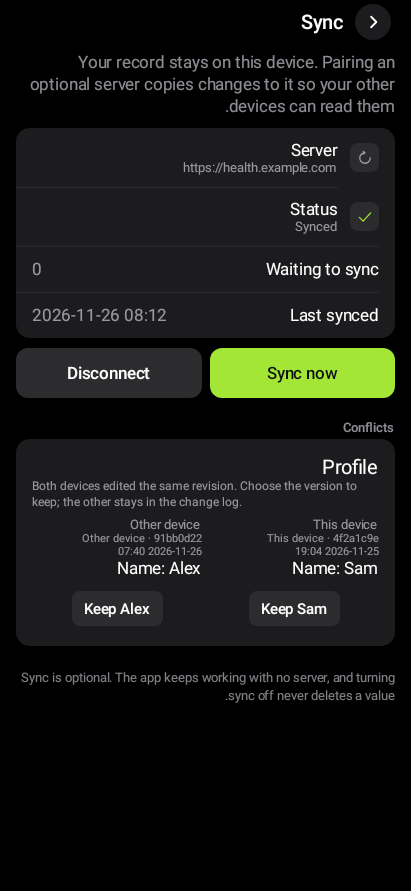 Sync
Your record stays on this device. Pairing an
optional server copies changes to it so your other
devices can read them.
Server
https://health.example.com
Status
Synced
Waiting to sync
0
Last synced
2026-11-26 08:12
Sync now
Disconnect
Conflicts
Profile
Both devices edited the same revision. Choose the version to
keep; the other stays in the change log.
This device
This device · 4f2a1c9e
19:04 2026-11-25
Name: Sam
Keep Sam
Other device
Other device · 91bb0d22
07:40 2026-11-26
Name: Alex
Keep Alex
Sync is optional. The app keeps working with no server, and turning
sync off never deletes a value.